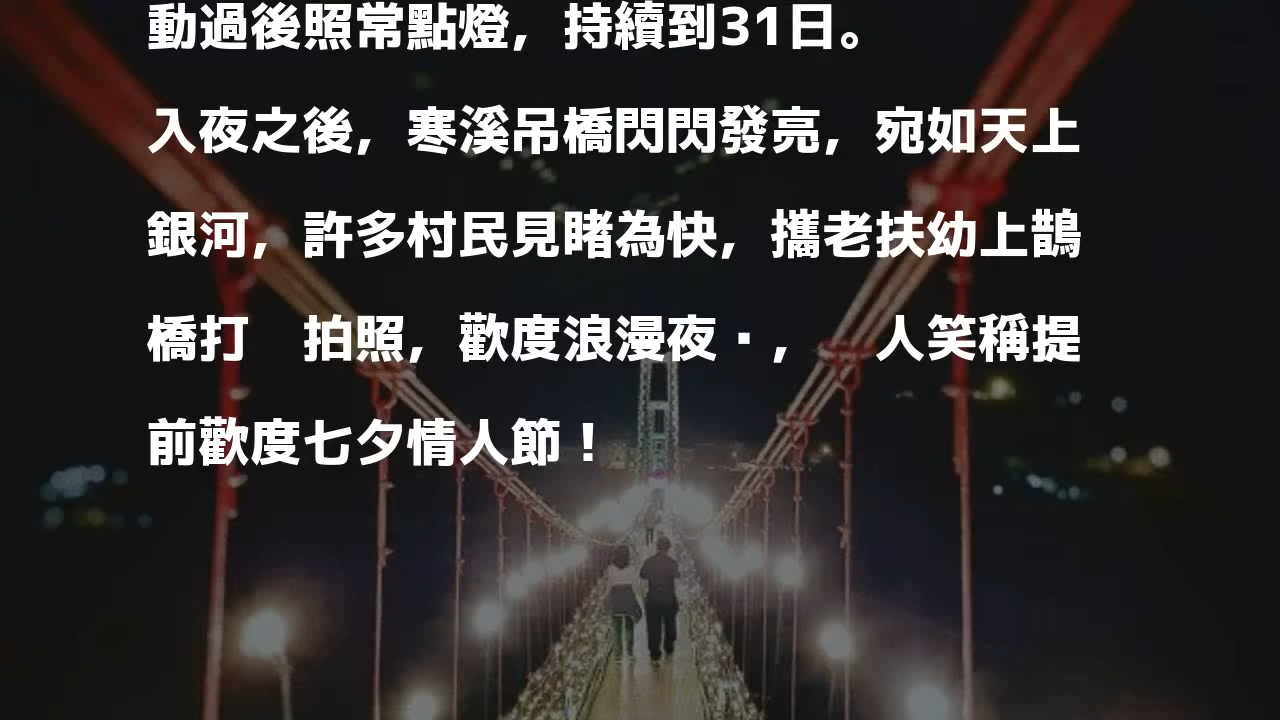 動過後照常點燈，持續到31日。
入夜之後，寒溪吊橋閃閃發亮，宛如天上
銀河，許多村民見睹為快，攜老扶幼上鵲
橋打　拍照，歡度浪漫夜·，　人笑稱提
前歡度七夕情人節！